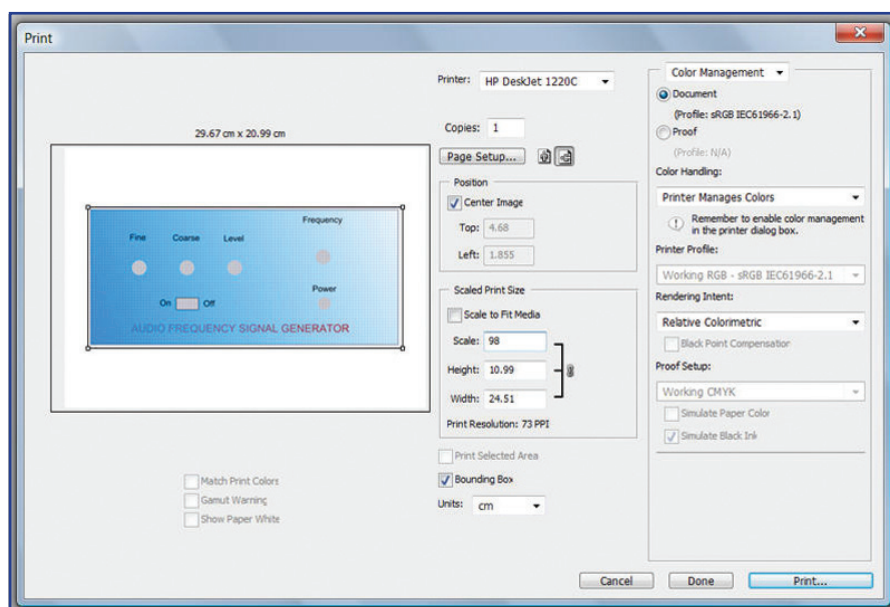 Print
Printer: HP DeskJet 1220C
Copies: 1
Page Setup...
Position
Center Image
Top: 4.68
Left: 1.855
Scaled Print Size
Scale to Fit Media
Scale: 98
Height: 10.99
Width: 24.51
Print Resolution: 73 PPI
Print Selected Area
Bounding Box
Units: cm
29.67 cm x 20.99 cm
Frequency
Fine Coarse Level
Power
On Off
AUDIO FREQUENCY SIGNAL GENERATOR
Match Print Colors
Gamut Warning
Show Paper White
Color Management
Document
(Profile: sRGB IEC61966-2.1)
Proof
(Profile: N/A)
Color Handling:
Printer Manages Colors
Remember to enable color management
in the printer dialog box.
Printer Profile:
Working RGB - sRGB IEC61966-2.1
Rendering Intent:
Relative Colorimetric
Black Point Compensation
Proof Setup:
Working CMYK
Simulate Paper Color
Simulate Black Ink
Cancel Done Print...